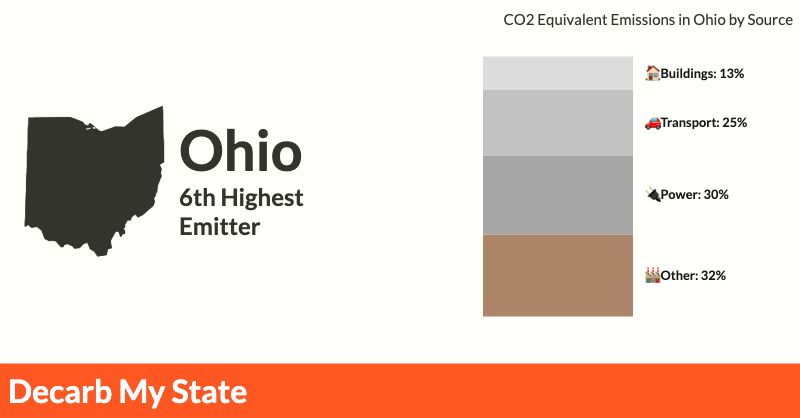 CO2 Equivalent Emissions in Ohio by Source
Buildings: 13%
Transport: 25%
Ohio
6th Highest
Emitter
Power: 30%
Other: 32%
Decarb My State